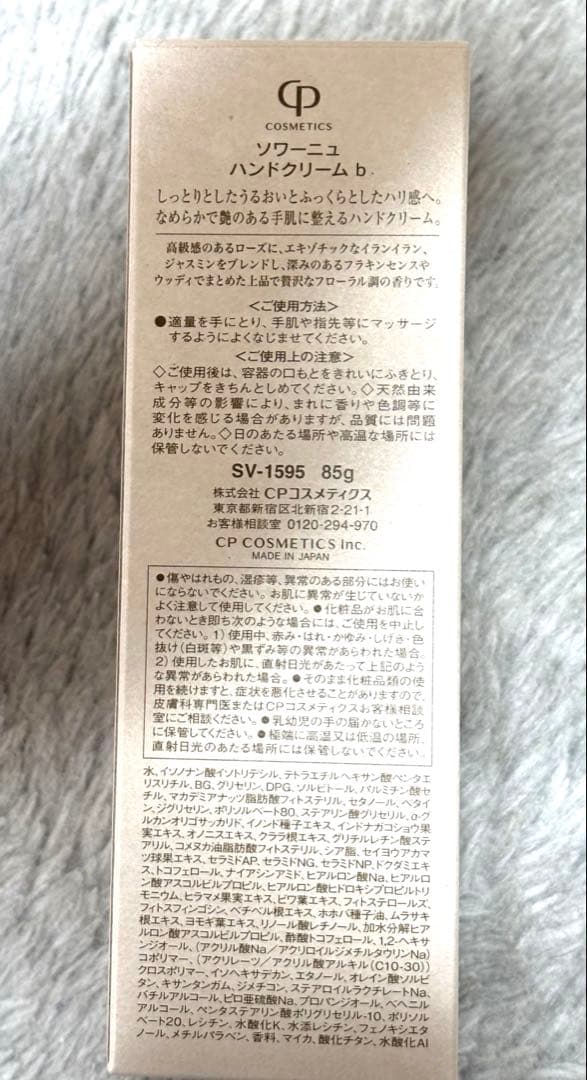 CP
COSMETICS
ソワーニュ
ハンドクリーム b
しっとりとしたうるおいとふっくらとしたハリ感へ。
なめらかで艶のある手肌に整えるハンドクリーム。
高級感のあるローズに、エキゾチックなイランイラン、
ジャスミンをブレンドし、深みのあるフラキンセンスや
ウッディでまとめた上品で贅沢なフローラル調の香りです。
＜ご使用方法＞
●適量を手にとり、手肌や指先等にマッサージ
するようによくなじませてください。
＜ご使用上の注意＞
◇ご使用後は、容器の口もとをきれいにふきとり、
キャップをきちんとしめてください。◇天然由来
成分等の影響により、まれに香りや色調等に
変化を感じる場合がありますが、品質には問題
ありません。◇日のあたる場所や高温な場所には
保管しないでください。
SV-1595 85g
株式会社 CPコスメティクス
東京都新宿区北新宿2-21-1
お客様相談室 0120-294-970
CP COSMETICS Inc.
MADE IN JAPAN
●傷やはれもの、湿疹等、異常のある部分にはお使い
にならないでください。お肌に異常が生じていないか
よく注意して使用してください。●化粧品がお肌に合
わないとき即ち次のような場合には、ご使用を中止し
てください。1）使用中、赤み・はれ・かゆみ・しげき・色
抜け（白斑等）や黒ずみ等の異常があらわれた場合。
2）使用したお肌に、直射日光があたって上記のよう
な異常があらわれた場合。●そのまま化粧品類の使用
を続けますと、症状を悪化させることがありますので、
皮膚科専門医またはCPコスメティクスお客様相談
室にご相談ください。●乳幼児の手の届かないところ
に保管してください。●極端に高温又は低温の場所、
直射日光のあたる場所には保管しないでください。
水、イソノナン酸イソトリデシル、テトラエチルヘキサン酸ペンタエ
リスリチル、BG、グリセリン、DPG、ソルビトール、パルミチン酸セ
チル、マカデミアナッツ脂肪酸フィトステリル、セタノール、ベタイ
ン、ジグリセリン、ポリソルベート80、ステアリン酸グリセリル、α-グ
ルカンオリゴサッカリド、イノンド種子エキス、インドナガコショウ果
実エキス、オノニスエキス、クララ根エキス、グリチルレチン酸ステ
アリル、コメヌカ油脂肪酸フィトステリル、シア脂、セイヨウアカマ
ツ球果エキス、セラミドAP、セラミドNG、セラミドNP、ドクダミエキ
ス、トコフェロール、ナイアシンアミド、ヒアルロン酸Na、ヒアルロ
ン酸アスコルビルプロピル、ヒアルロン酸ヒドロキシプロピルトリ
モニウム、ヒラマメ果実エキス、ビワ葉エキス、フィトステロールズ、
フィトスフィンゴシン、ベチベル根エキス、ホホバ種子油、ムラサキ
根エキス、ヨモギ葉エキス、リノール酸レチノール、加水分解ヒア
ルロン酸アスコルビルプロピル、酢酸トコフェロール、1,2-ヘキサ
ンジオール、（アクリル酸Na／アクリロイルジメチルタウリンNa）
コポリマー、（アクリレーツ／アクリル酸アルキル（C10-30））
クロスポリマー、イソヘキサデカン、エタノール、オレイン酸ソルビ
タン、キサンタンガム、ジメチコン、ステアロイルラクチレートNa、
バチルアルコール、ピロ亜硫酸Na、プロパンジオール、ベヘニル
アルコール、ペンタステアリン酸ポリグリセリル-10、ポリソル
ベート20、レシチン、水酸化K、水添レシチン、フェノキシエタ
ノール、メチルパラベン、香料、マイカ、酸化チタン、水酸化Al